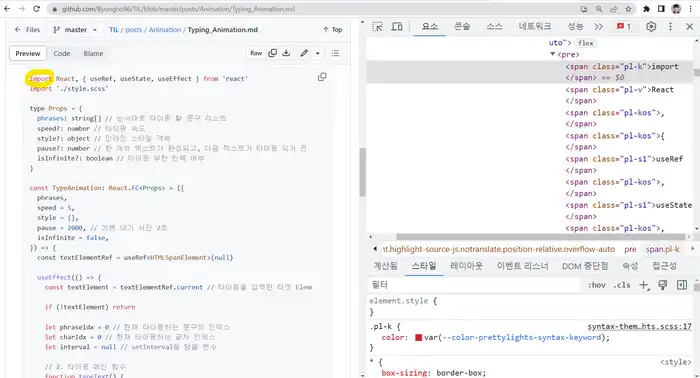 github.com/Byongho96/TIL/blob/master/posts/Animation/Typing_Animation.md
Files
master
TIL / posts / Animation / Typing_Animation.md
Top
Preview
Code
Blame
Raw
import React, { useRef, useState, useEffect } from 'react'
import './style.scss'
type Props = {
phrases: string[] // 순서대로 타이핑 할 문구 리스트
speed?: number // 타이핑 속도
style?: object // 인라인 스타일 객체
pause?: number // 한 개의 텍스트가 완성되고, 다음 텍스트가 타이핑 되기 전
isInfinite?: boolean // 타이핑 무한 반복 여부
}
const TypeAnimation: React.FC<Props> = ({
phrases,
speed = 5,
style = {},
pause = 2000, // 기본 대기 시간 2초
isInfinite = false,
}) => {
const textElementRef = useRef<HTMLSpanElement>(null)
useEffect(() => {
const textElement = textElementRef.current // 타이핑을 입력할 타겟 Elem
if (!textElement) return
let phraseIdx = 0 // 현재 타이핑하는 문구의 인덱스
let charIdx = 0 // 현재 타이핑하는 글자 인덱스
let interval = null // setInterval을 담을 변수
// 2. 타이핑 메인 함수
function typeText() {
요소
콘솔
소스
네트워크
성능
»
1
uto"> flex
<pre>
<span class="pl-k">import
</span> == $0
<span class="pl-v">React
</span>
<span class="pl-kos">,
</span>
<span class="pl-kos">{
</span>
<span class="pl-s1">useRef
</span>
<span class="pl-kos">,
</span>
<span class="pl-s1">useState
</span>
<span class="pl-kos">,
nt.highlight-source-js.notranslate.position-relative.overflow-auto
pre
span.pl-k
계산됨
스타일
레이아웃
이벤트 리스너
DOM 중단점
속성
접근성
필터
:hov
.cls
element.style {
}
.pl-k {
syntax-them…hts.scss:17
color: var(--color-prettylights-syntax-keyword);
}
* {
box-sizing: border-box;